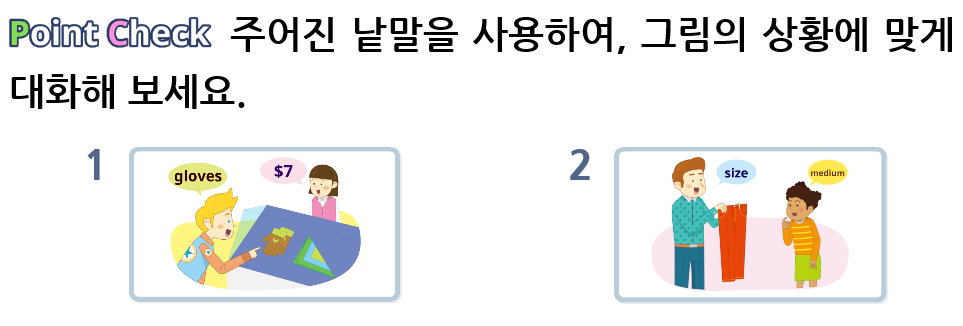 Point Check 주어진 낱말을 사용하여, 그림의 상황에 맞게
대화해 보세요.
1
gloves
$7
2
size
medium